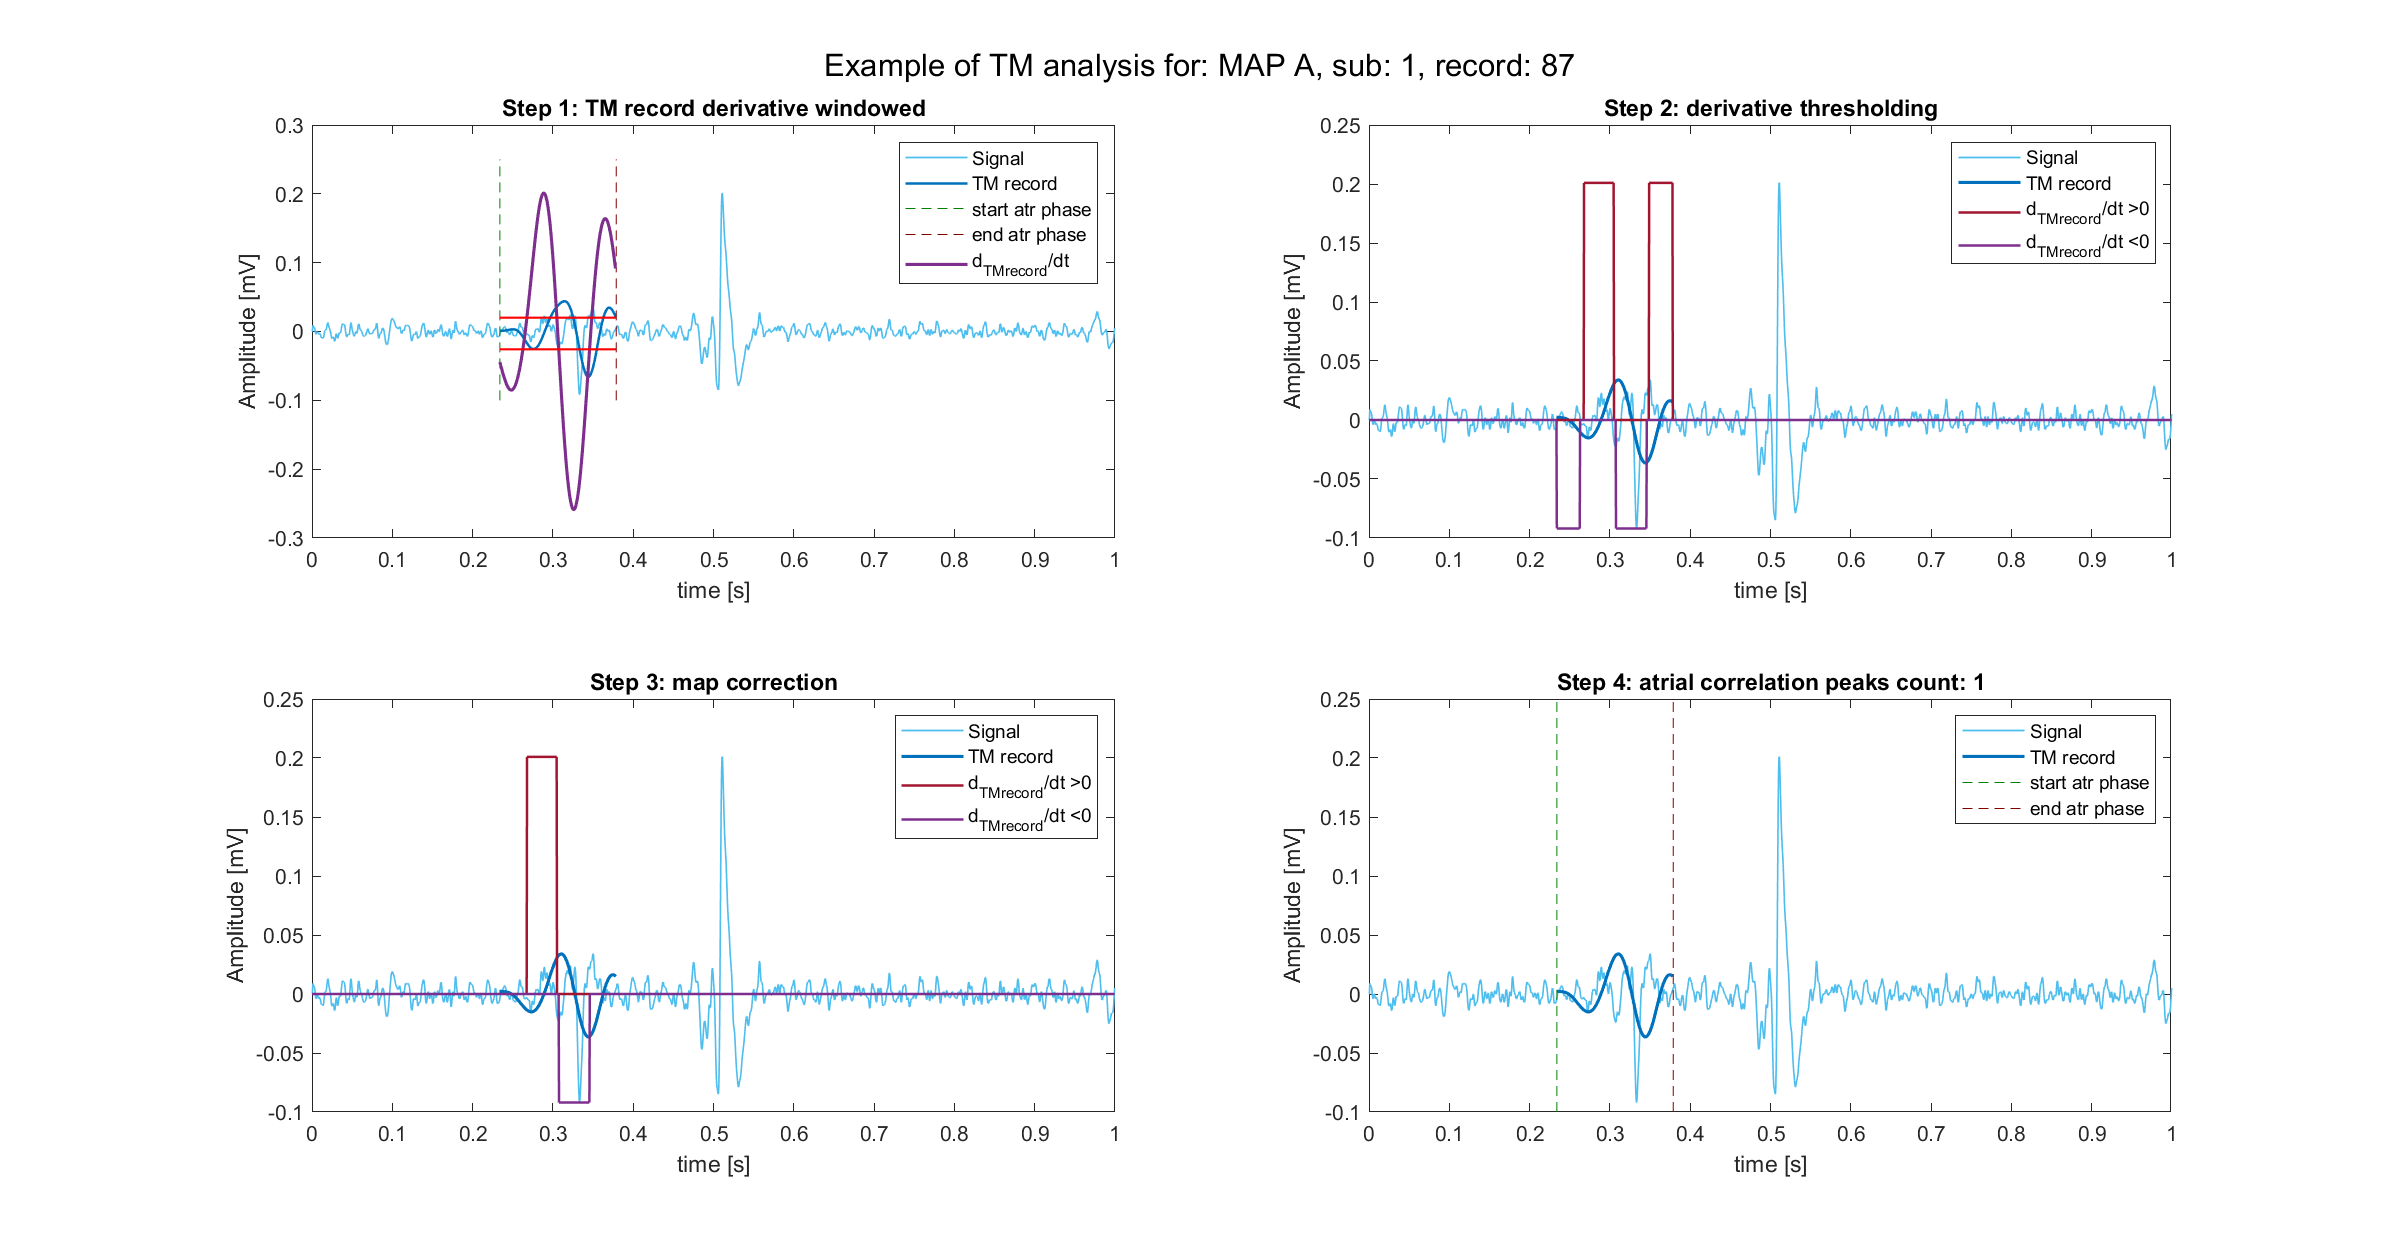 Example of TM analysis for: MAP A, sub: 1, record: 87
Step 1: TM record derivative windowed
0.3
0.2
0.1
0
-0.1
-0.2
-0.3
Amplitude [mV]
0 0.1 0.2 0.3 0.4 0.5 0.6 0.7 0.8 0.9 1
time [s]
Signal
TM record
start atr phase
end atr phase
dTMrecord/dt
Step 2: derivative thresholding
0.25
0.2
0.15
0.1
0.05
0
-0.05
-0.1
Amplitude [mV]
0 0.1 0.2 0.3 0.4 0.5 0.6 0.7 0.8 0.9 1
time [s]
Signal
TM record
dTMrecord/dt >0
dTMrecord/dt <0
Step 3: map correction
0.25
0.2
0.15
0.1
0.05
0
-0.05
-0.1
Amplitude [mV]
0 0.1 0.2 0.3 0.4 0.5 0.6 0.7 0.8 0.9 1
time [s]
Signal
TM record
dTMrecord/dt >0
dTMrecord/dt <0
Step 4: atrial correlation peaks count: 1
0.25
0.2
0.15
0.1
0.05
0
-0.05
-0.1
Amplitude [mV]
0 0.1 0.2 0.3 0.4 0.5 0.6 0.7 0.8 0.9 1
time [s]
Signal
TM record
start atr phase
end atr phase